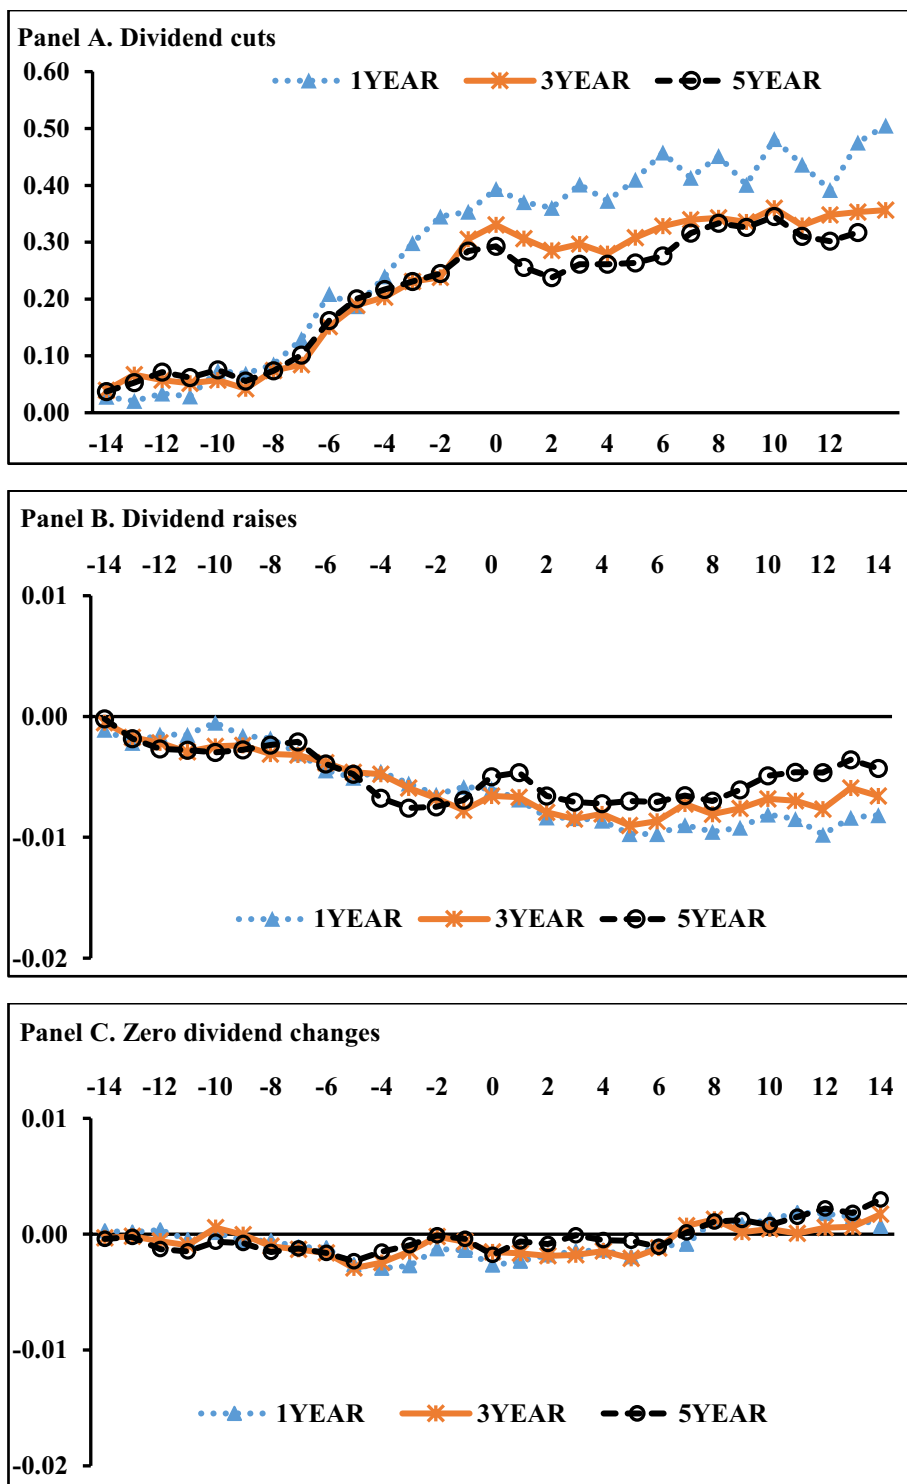 Panel A. Dividend cuts
0.60
1YEAR 3YEAR 5YEAR
0.50
0.40
0.30
0.20
0.10
0.00
-14 -12 -10 -8 -6 -4 -2 0 2 4 6 8 10 12
Panel B. Dividend raises
-14 -12 -10 -8 -6 -4 -2 0 2 4 6 8 10 12 14
0.01
0.00
-0.01
1YEAR 3YEAR 5YEAR
-0.02
Panel C. Zero dividend changes
-14 -12 -10 -8 -6 -4 -2 0 2 4 6 8 10 12 14
0.01
0.00
-0.01
1YEAR 3YEAR 5YEAR
-0.02